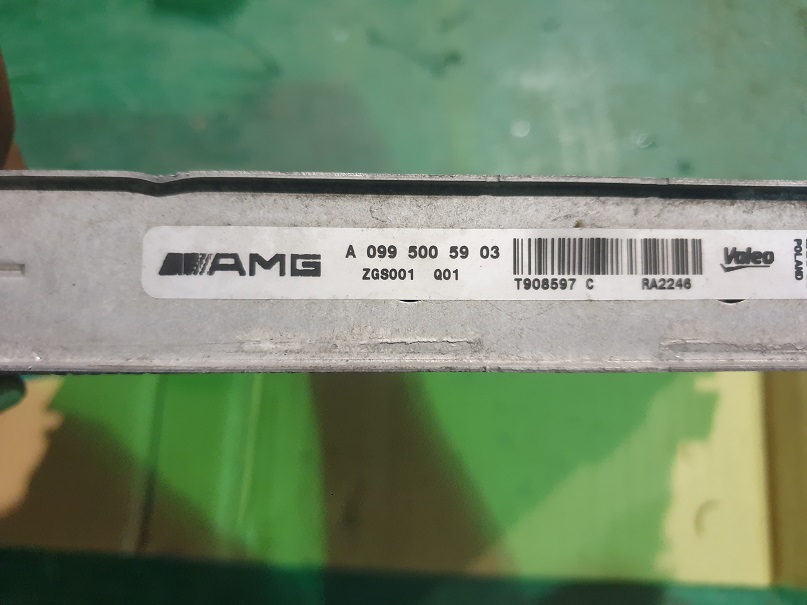 AMG
A 099 500 59 03
ZGS001 Q01
T908597 C RA2246
Valeo
POLAND